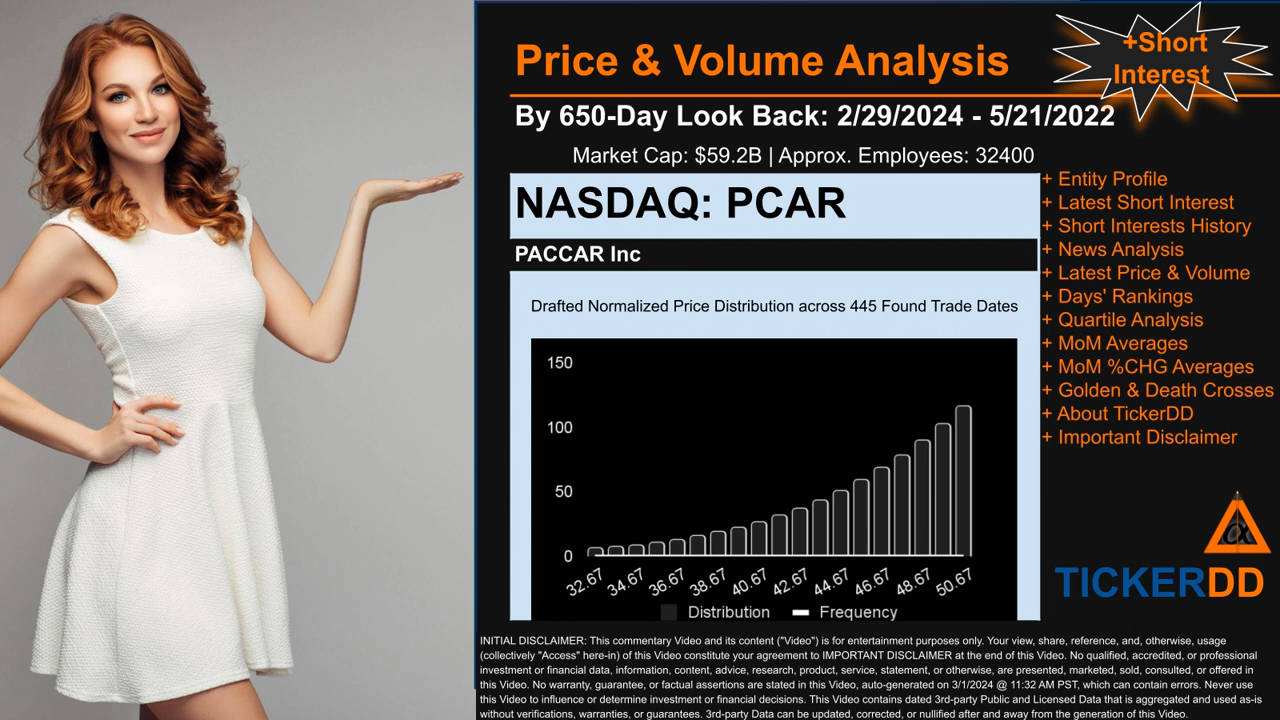 Price & Volume Analysis
+Short
Interest
By 650-Day Look Back: 2/29/2024 - 5/21/2022
Market Cap: $59.2B | Approx. Employees: 32400
NASDAQ: PCAR
PACCAR Inc
Drafted Normalized Price Distribution across 445 Found Trade Dates
150
100
50
0
32.67 34.67 36.67 38.67 40.67 42.67 44.67 46.67 48.67 50.67
Distribution Frequency
+ Entity Profile
+ Latest Short Interest
+ Short Interests History
+ News Analysis
+ Latest Price & Volume
+ Days' Rankings
+ Quartile Analysis
+ MoM Averages
+ MoM %CHG Averages
+ Golden & Death Crosses
+ About TickerDD
+ Important Disclaimer
TICKERDD
INITIAL DISCLAIMER: This commentary Video and its content ("Video") is for entertainment purposes only. Your view, share, reference, and, otherwise, usage
(collectively "Access" here-in) of this Video constitute your agreement to IMPORTANT DISCLAIMER at the end of this Video. No qualified, accredited, or professional
investment or financial data, information, content, advice, research, product, service, statement, or otherwise, are presented, marketed, sold, consulted, or offered in
this Video. No warranty, guarantee, or factual assertions are stated in this Video, auto-generated on 3/1/2024 @ 11:32 AM PST, which can contain errors. Never use
this Video to influence or determine investment or financial decisions. This Video contains dated 3rd-party Public and Licensed Data that is aggregated and used as-is
without verifications, warranties, or guarantees. 3rd-party Data can be updated, corrected, or nullified after and away from the generation of this Video.